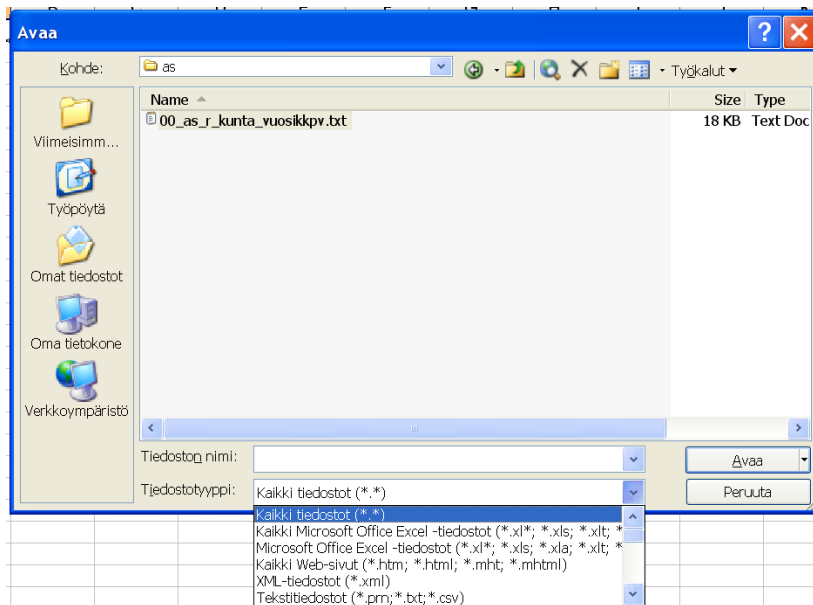 Avaa
Kohde:
as
Työkalut
Name
Size
Type
00_as_r_kunta_vuosikkpv.txt
18 KB
Text Doc
Viimeisimm...
Työpöytä
Omat tiedostot
Oma tietokone
Verkkoympäristö
Tiedoston nimi:
Avaa
Tiedostotyyppi:
Kaikki tiedostot (*.*)
Peruuta
Kaikki tiedostot (*.*)
Kaikki Microsoft Office Excel -tiedostot (*.xl*; *.xls; *.xlt; *
Microsoft Office Excel -tiedostot (*.xl*; *.xls; *.xla; *.xlt; *
Kaikki Web-sivut (*.htm; *.html; *.mht; *.mhtml)
XML-tiedostot (*.xml)
Tekstitiedostot (*.prn;*.txt;*.csv)